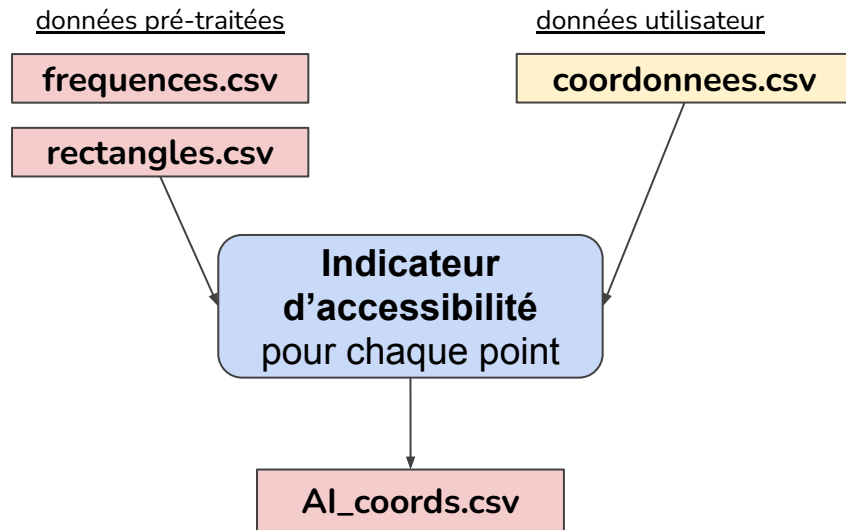 données pré-traitées
données utilisateur
frequences.csv
coordonnees.csv
rectangles.csv
Indicateur
d'accessibilité
pour chaque point
AI_coords.csv